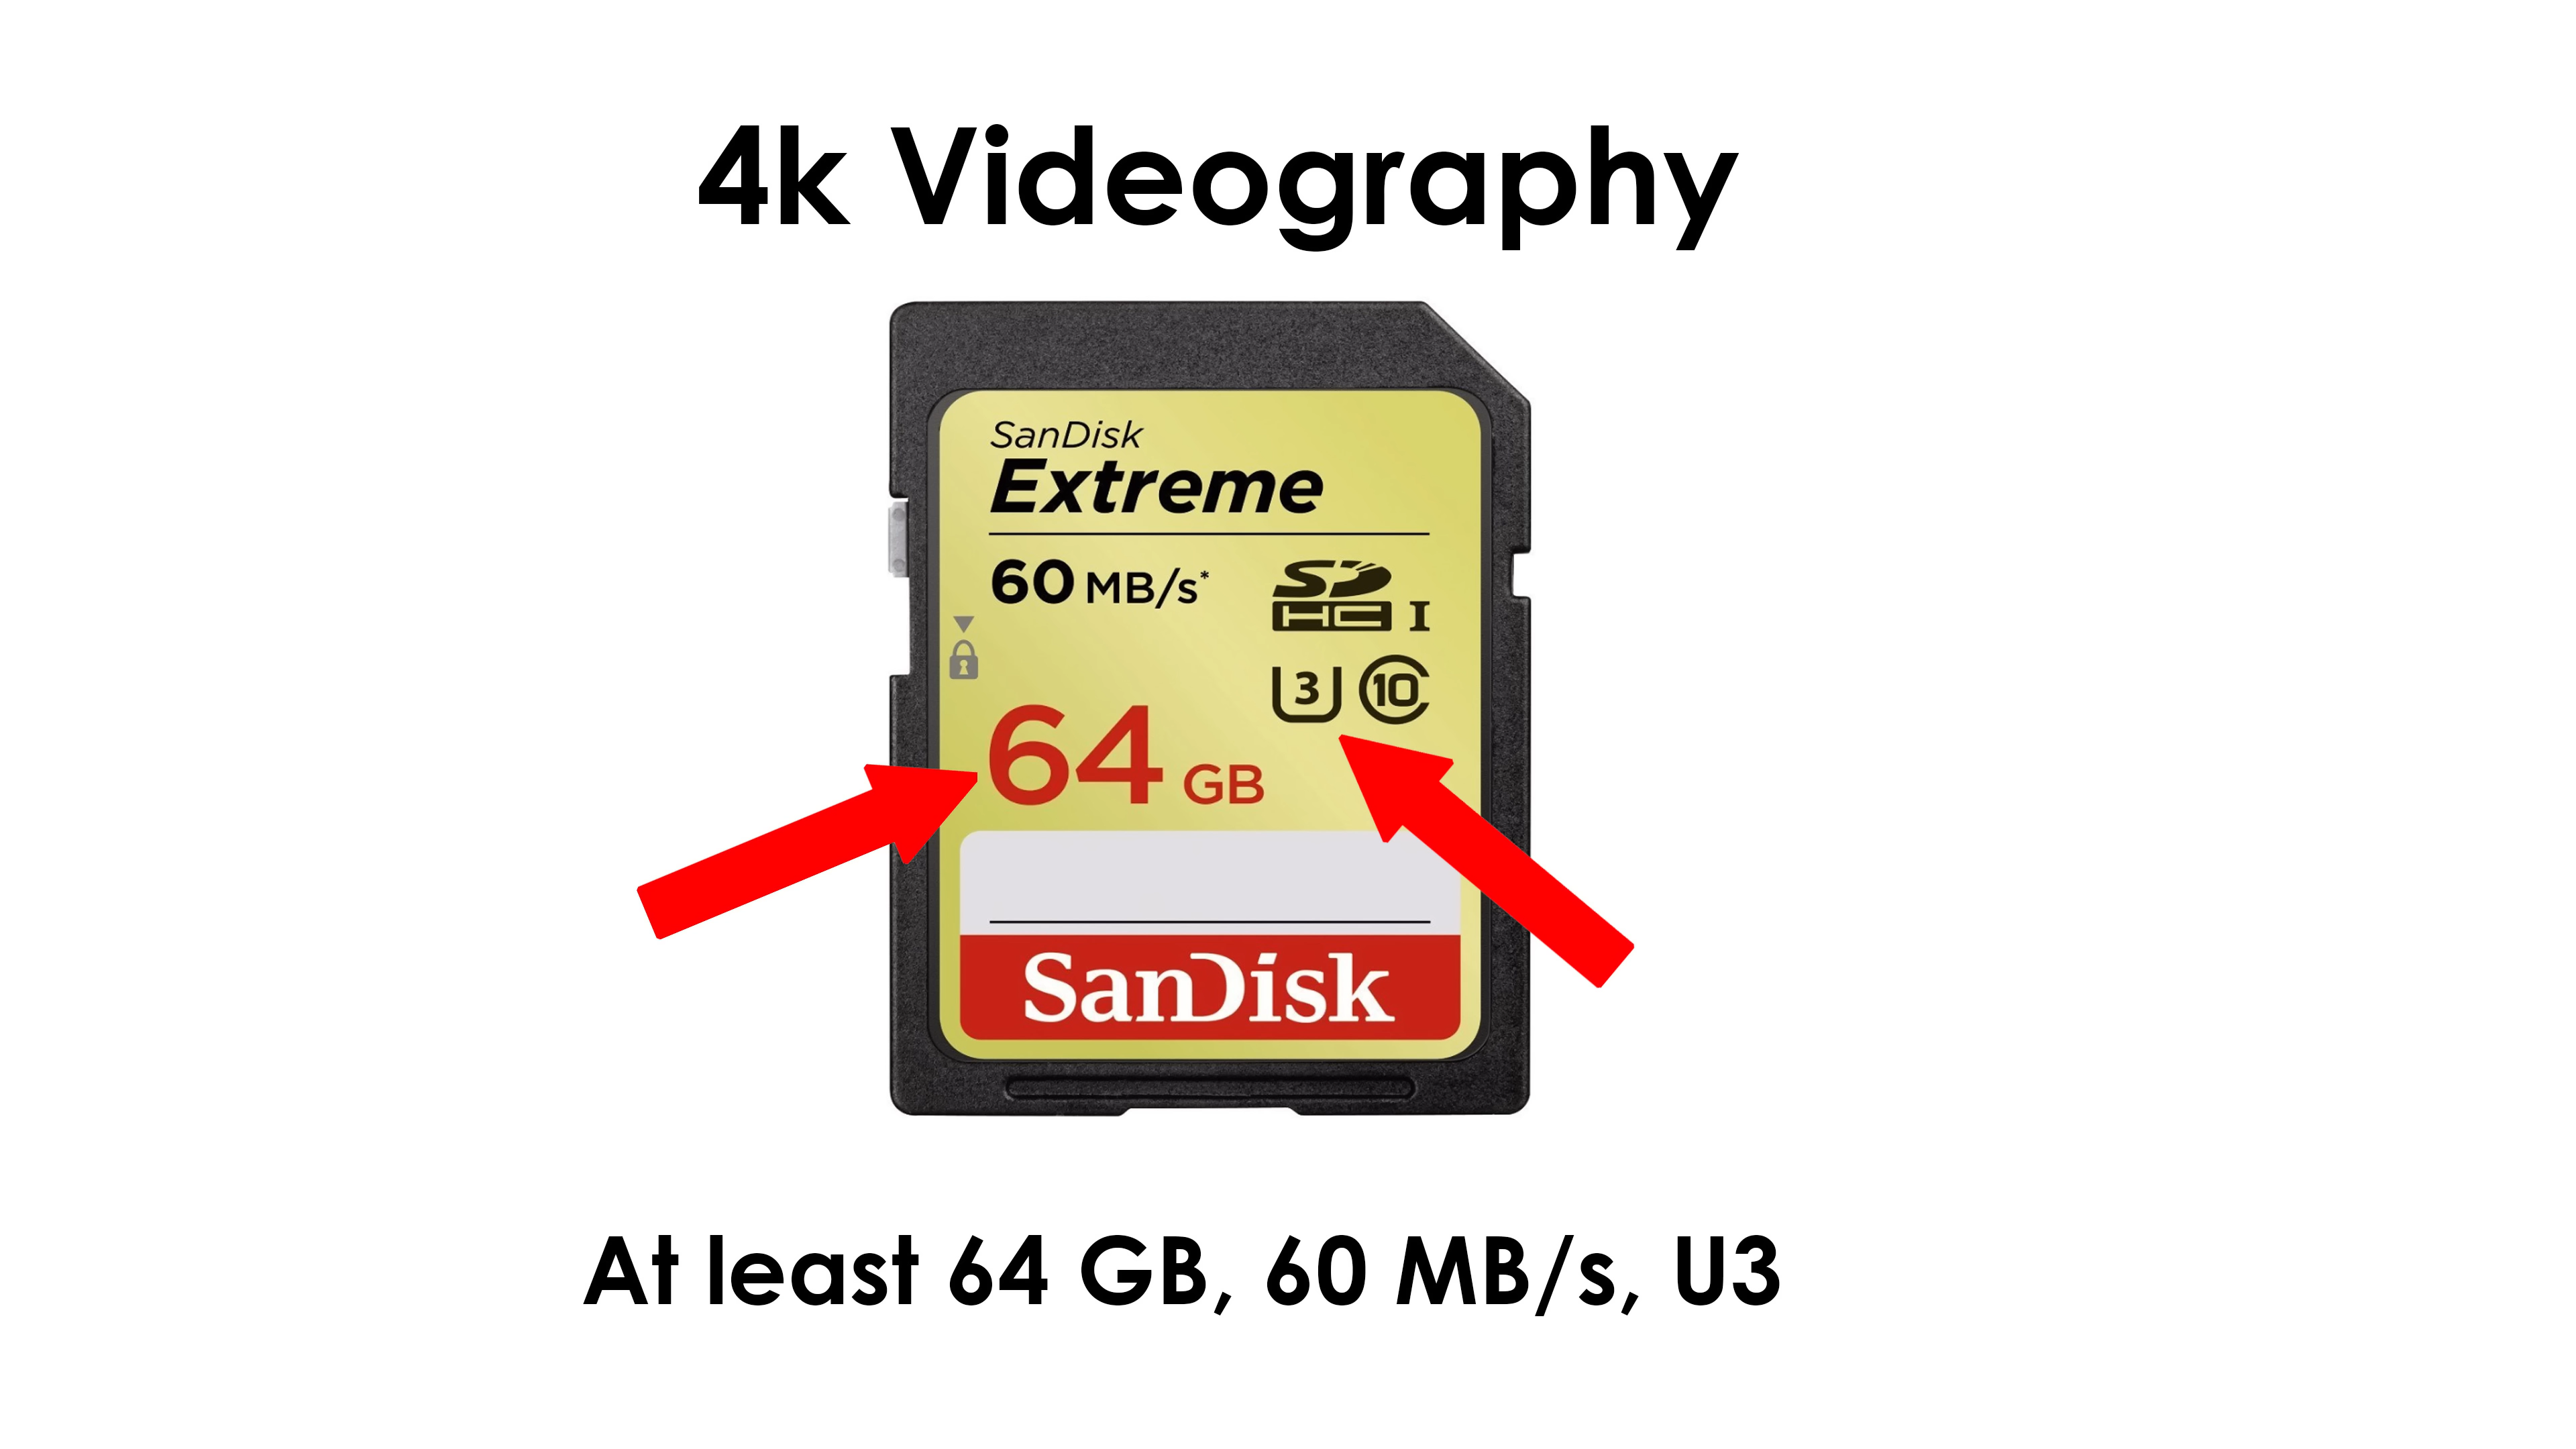 4k Videography
SanDisk
Extreme
60 MB/s*
SD
HC I
3 10
64 GB
SanDisk
At least 64 GB, 60 MB/s, U3